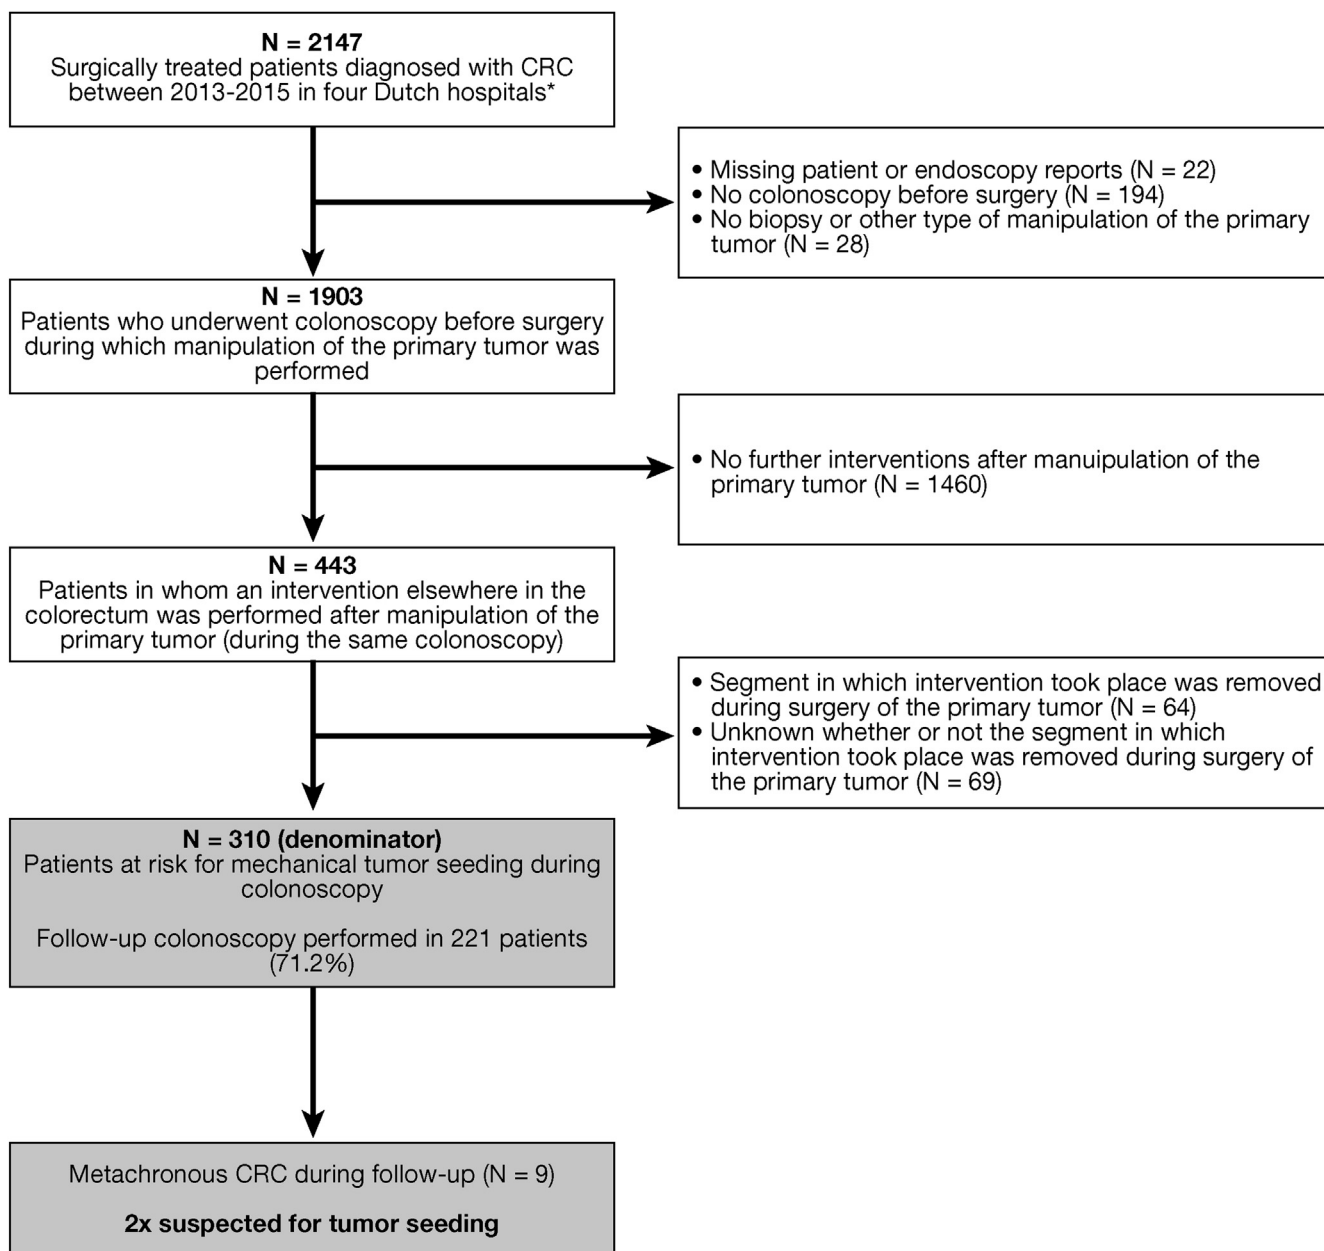 N = 2147
Surgically treated patients diagnosed with CRC
between 2013-2015 in four Dutch hospitals*
• Missing patient or endoscopy reports (N = 22)
• No colonoscopy before surgery (N = 194)
• No biopsy or other type of manipulation of the primary
tumor (N = 28)
N = 1903
Patients who underwent colonoscopy before surgery
during which manipulation of the primary tumor was
performed
• No further interventions after manuipulation of the
primary tumor (N = 1460)
N = 443
Patients in whom an intervention elsewhere in the
colorectum was performed after manipulation of the
primary tumor (during the same colonoscopy)
• Segment in which intervention took place was removed
during surgery of the primary tumor (N = 64)
• Unknown whether or not the segment in which
intervention took place was removed during surgery of
the primary tumor (N = 69)
N = 310 (denominator)
Patients at risk for mechanical tumor seeding during
colonoscopy
Follow-up colonoscopy performed in 221 patients
(71.2%)
Metachronous CRC during follow-up (N = 9)
2x suspected for tumor seeding